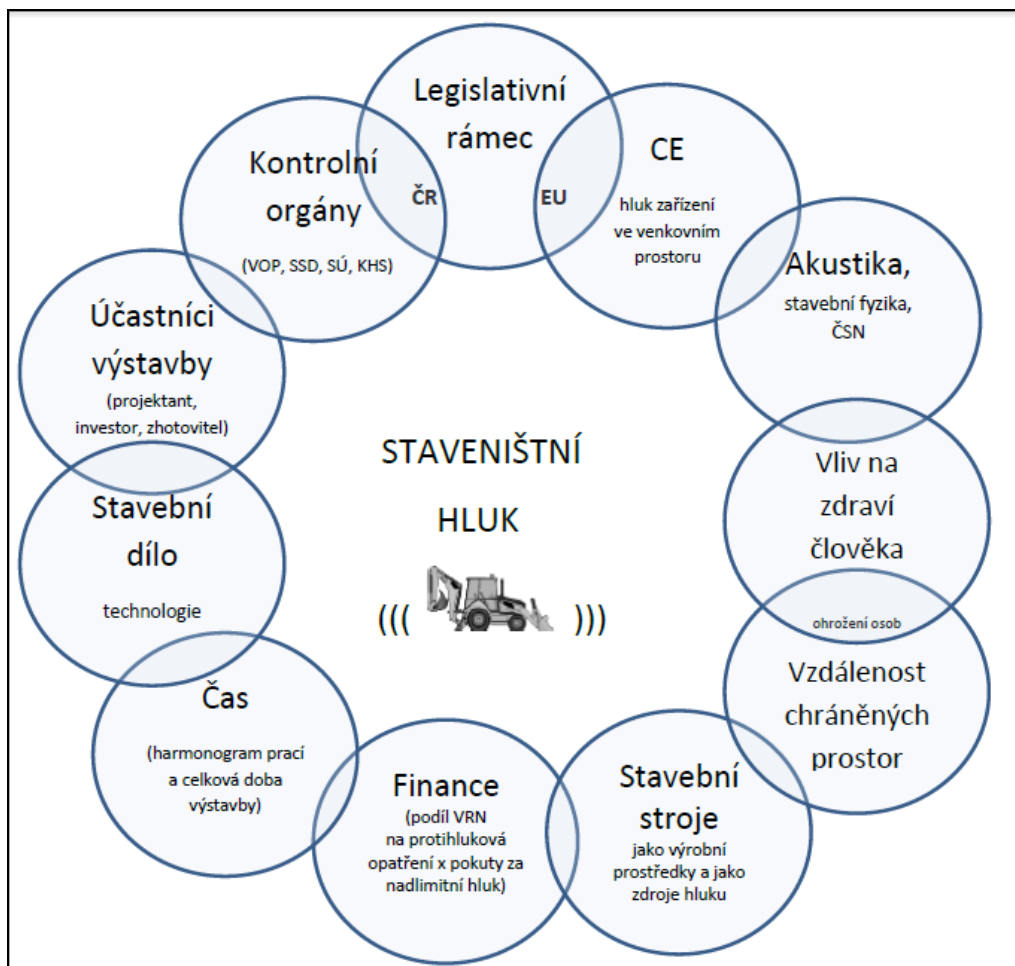 Legislativní
rámec
ČR
EU
CE
hluk zařízení
ve venkovním
prostoru
Akustika,
stavební fyzika,
ČSN
Vliv na
zdraví
člověka
ohrožení osob
Vzdálenost
chráněných
prostor
Stavební
stroje
jako výrobní
prostředky a jako
zdroje hluku
Finance
(podíl VRN
na protihluková
opatření x pokuty za
nadlimitní hluk)
Čas
(harmonogram prací
a celková doba
výstavby)
Stavební
dílo
technologie
Účastníci
výstavby
(projektant,
investor, zhotovitel)
Kontrolní
orgány
(VOP, SSD, SÚ, KHS)
STAVENIŠTNÍ
HLUK
((( )))